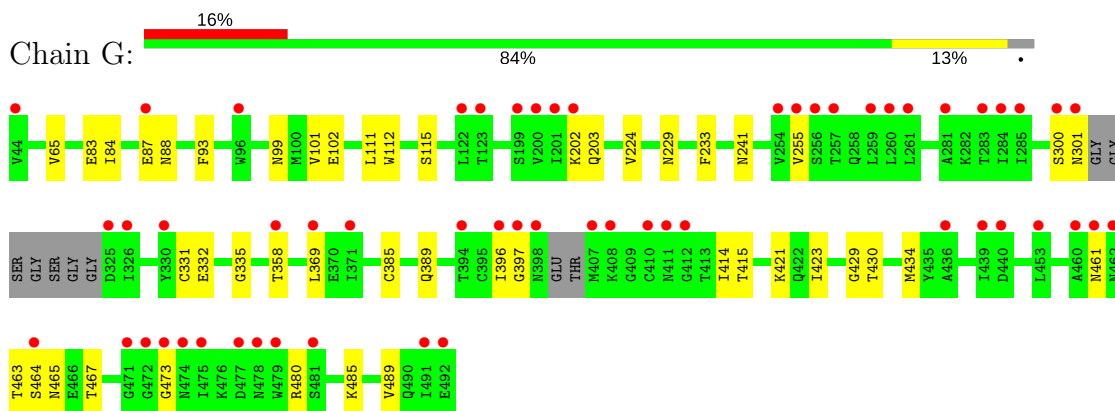 16%
Chain G:
84% 13% •
V44 V65 E83 I84 E87 N88 F93 W96 N99 M100 V101 E102 L111 W112 S115 L122 T123 S199 V200 I201 K202 Q203 V224 N229 F233 N241 V254 V255 S256 T257 Q258 L259 L260 L261 A281 K282 T283 I284 I285 S300 N301 GLY GLY
SER GLY SER GLY GLY D325 I326 Y330 C331 E332 G335 T358 L369 E370 I371 C385 Q389 T394 C395 I396 G397 N398 GLU THR M407 K408 G409 C410 N411 G412 T413 I414 T415 K421 Q422 I423 G429 T430 M434 Y435 A436 I439 D440 L453 A460 N461 N462
T463 S464 N465 E466 T467 G471 G472 G473 N474 I475 K476 D477 N478 W479 R480 S481 K485 V489 Q490 I491 E492